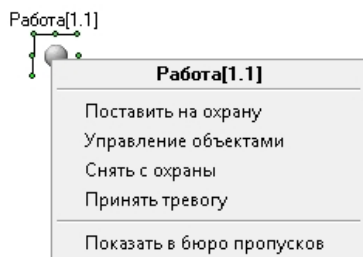 Работа[1.1]
Работа[1.1]
Поставить на охрану
Управление объектами
Снять с охраны
Принять тревогу
Показать в бюро пропусков